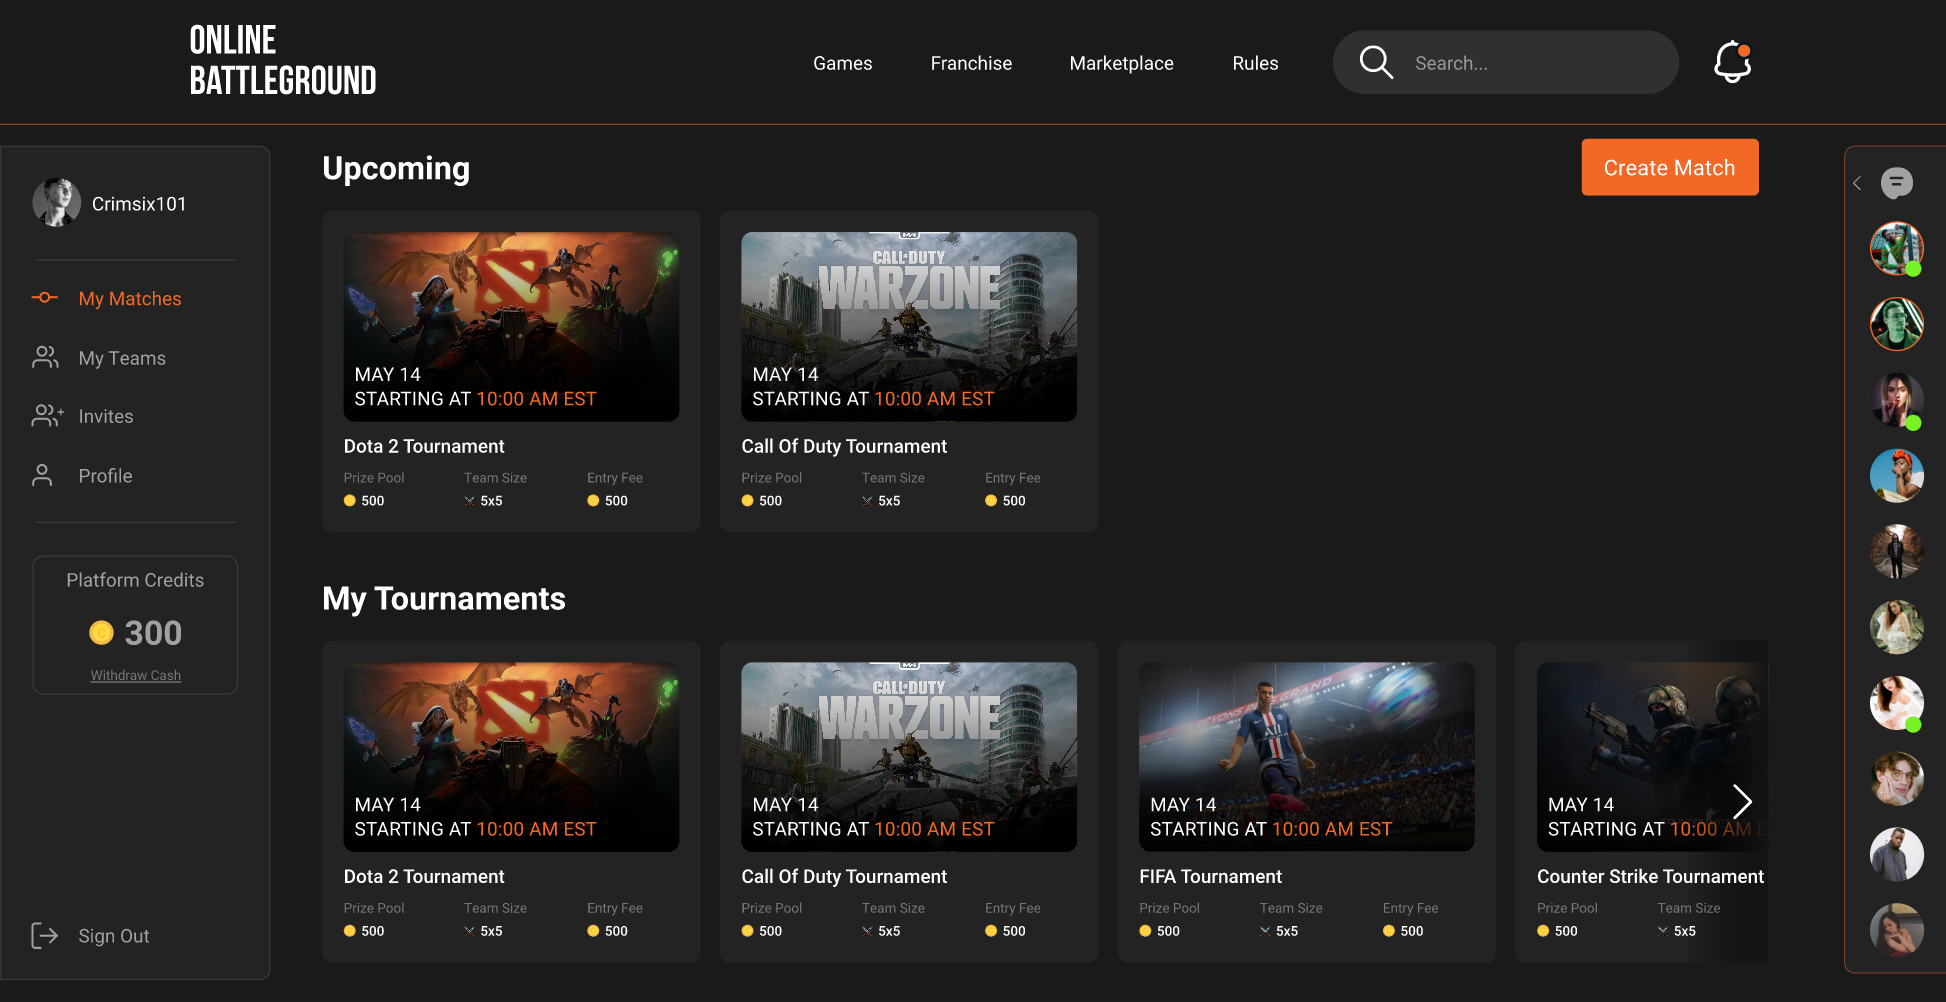 ONLINE
BATTLEGROUND
Games
Franchise
Marketplace
Rules
Search...
Crimsix101
My Matches
My Teams
Invites
Profile
Platform Credits
300
Withdraw Cash
Sign Out
Upcoming
Create Match
MAY 14
STARTING AT 10:00 AM EST
Dota 2 Tournament
Prize Pool
Team Size
Entry Fee
500
5x5
500
CALL·DUTY
WARZONE
MAY 14
STARTING AT 10:00 AM EST
Call Of Duty Tournament
Prize Pool
Team Size
Entry Fee
500
5x5
500
My Tournaments
MAY 14
STARTING AT 10:00 AM EST
Dota 2 Tournament
Prize Pool
Team Size
Entry Fee
500
5x5
500
CALL·DUTY
WARZONE
MAY 14
STARTING AT 10:00 AM EST
Call Of Duty Tournament
Prize Pool
Team Size
Entry Fee
500
5x5
500
MAY 14
STARTING AT 10:00 AM EST
FIFA Tournament
Prize Pool
Team Size
Entry Fee
500
5x5
500
MAY 14
STARTING AT 10:00 AM E
Counter Strike Tournament
Prize Pool
Team Size
500
5x5